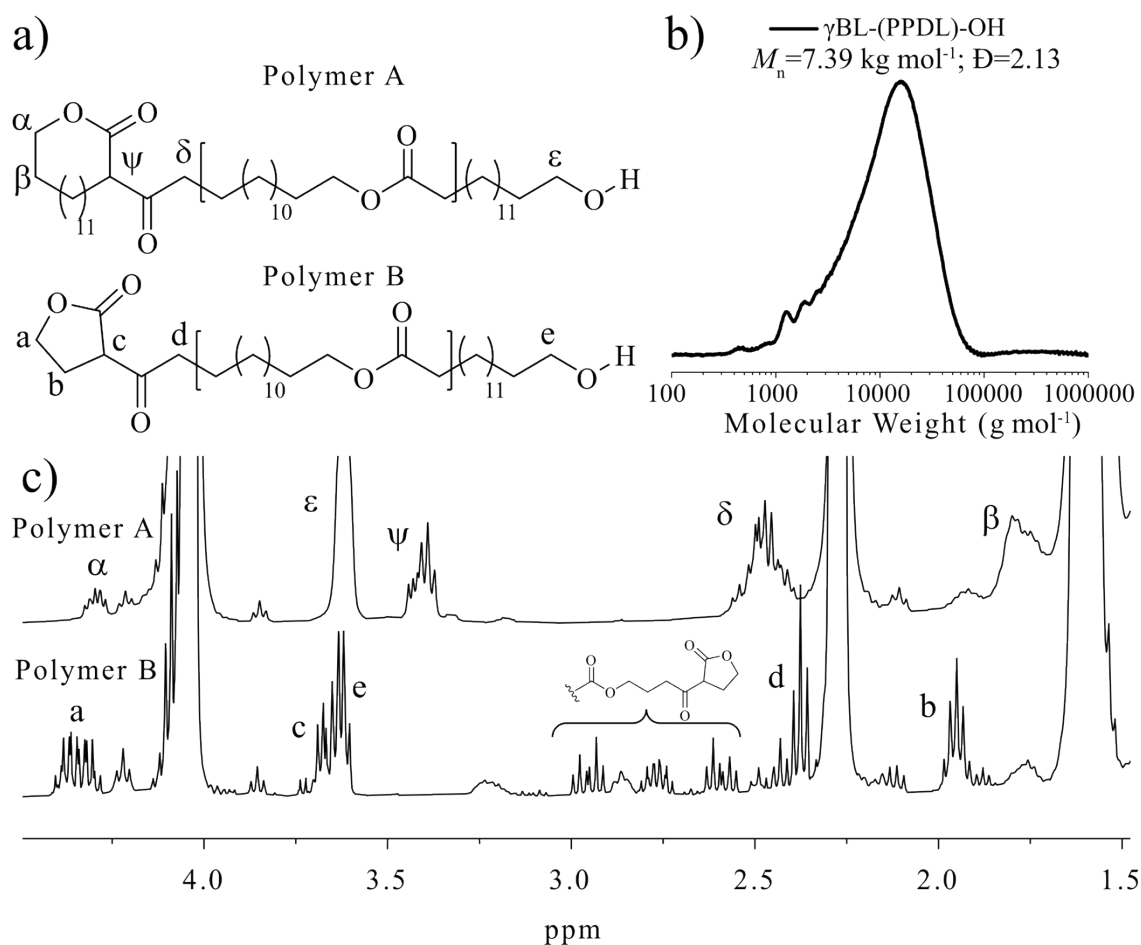 a)
Polymer A
α
O
O
β
ψ
δ
11
O
10
O
O
11
ε
O
H
Polymer B
O
O
a
b
c
d
O
10
O
O
11
e
O
H
b)
γBL-(PPDL)-OH
Mn=7.39 kg mol-1; Đ=2.13
100 1000 10000 100000 1000000
Molecular Weight (g mol-1)
c)
Polymer A
α
ε
ψ
δ
β
Polymer B
a
c
e
O
O
O
O
O
d
b
4.0 3.5 3.0 2.5 2.0 1.5
ppm